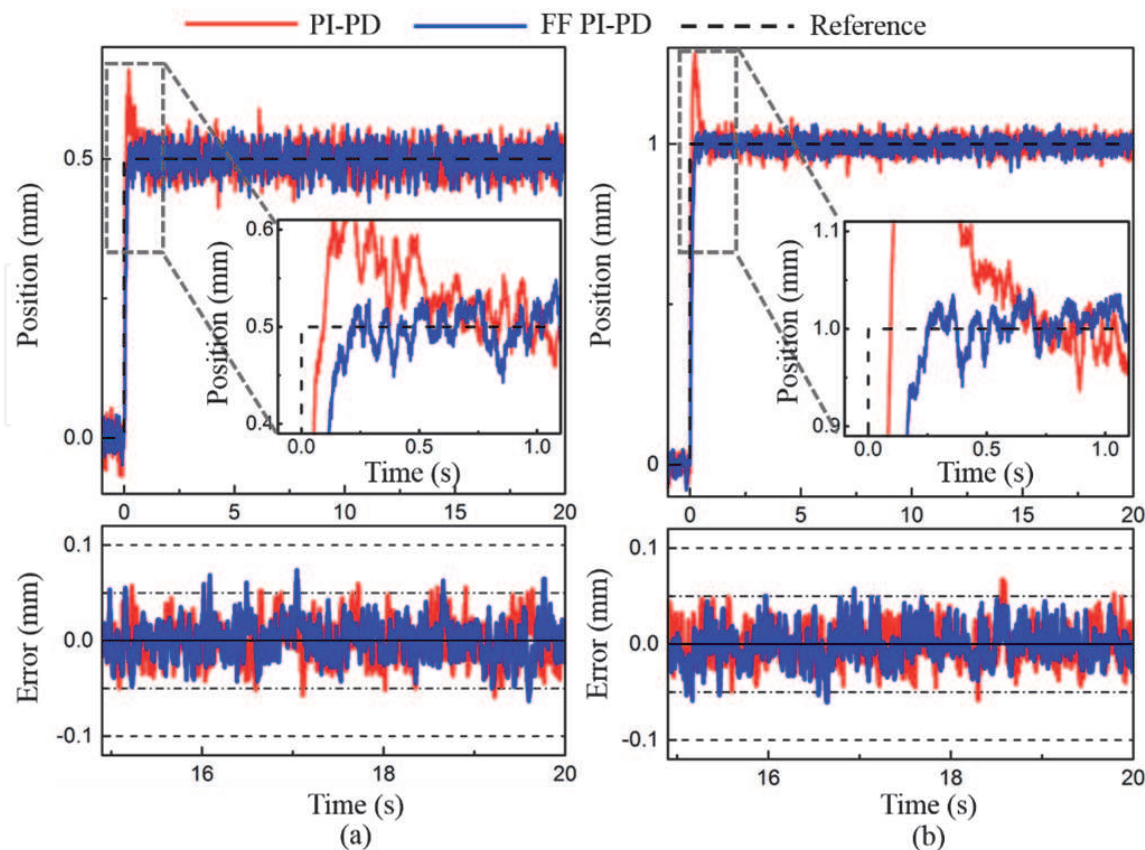 PI-PD FF PI-PD Reference
Position (mm)
0.5
0.0
0 5 10 15 20
Position (mm)
0.6
0.5
0.4
0.0 0.5 1.0
Time (s)
Position (mm)
1
0
0 5 10 15 20
Position (mm)
1.1
1.0
0.9
0.0 0.5 1.0
Time (s)
Error (mm)
0.1
0.0
-0.1
16 18 20
Time (s)
(a)
Error (mm)
0.1
0.0
-0.1
16 18 20
Time (s)
(b)